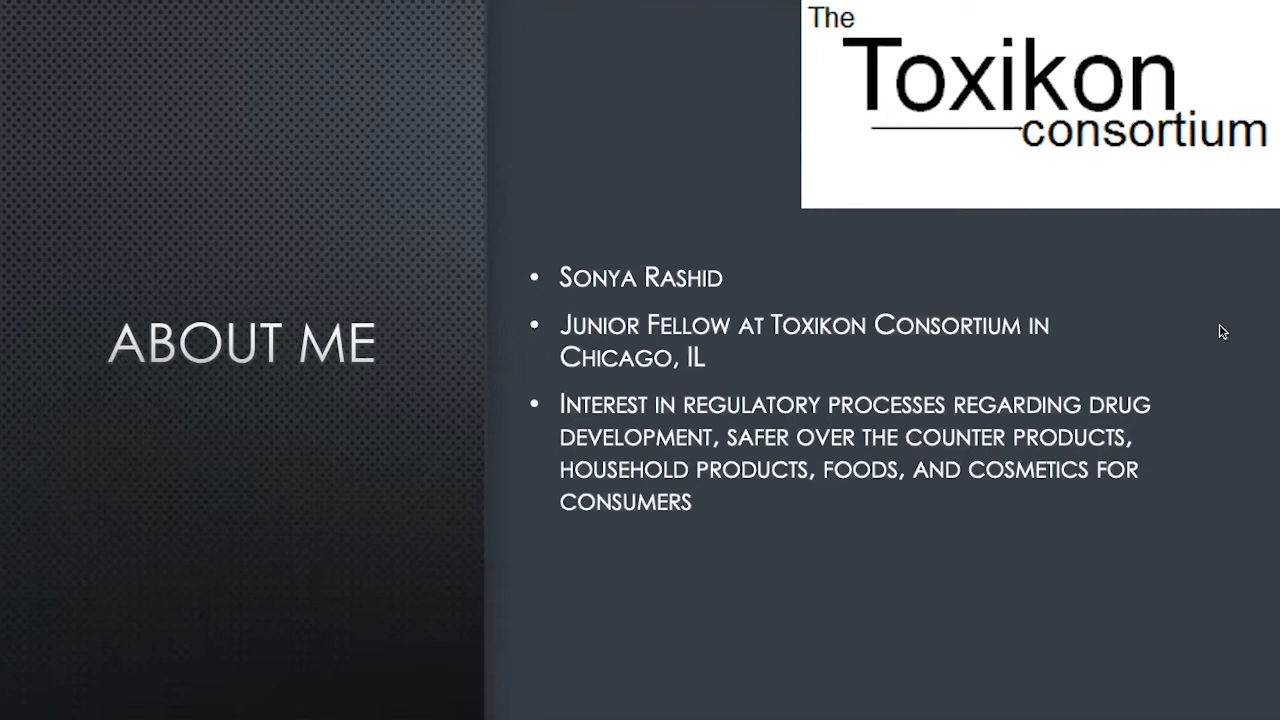 The
Toxikon
consortium
ABOUT ME
• SONYA RASHID
• JUNIOR FELLOW AT TOXIKON CONSORTIUM IN
CHICAGO, IL
• INTEREST IN REGULATORY PROCESSES REGARDING DRUG
DEVELOPMENT, SAFER OVER THE COUNTER PRODUCTS,
HOUSEHOLD PRODUCTS, FOODS, AND COSMETICS FOR
CONSUMERS